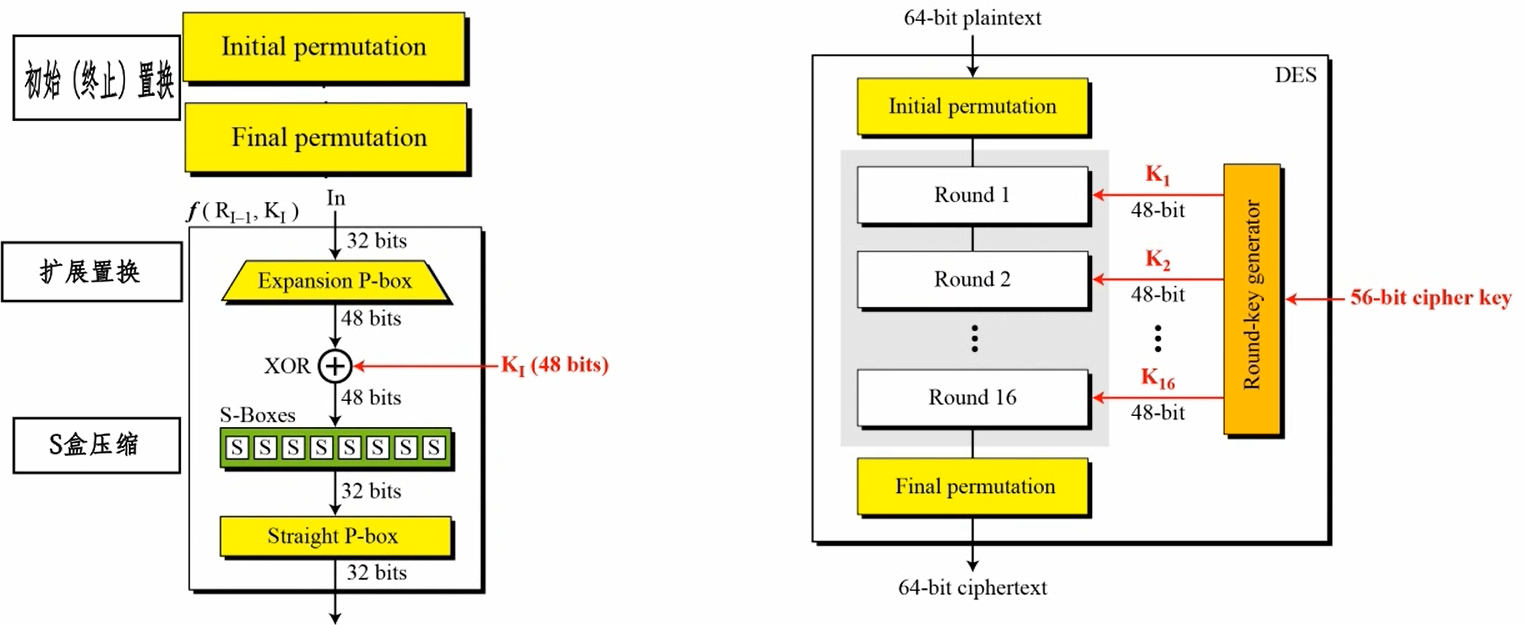 初始（终止）置换
Initial permutation
Final permutation
In
f ( R_I–1, K_I )
32 bits
扩展置换
Expansion P-box
48 bits
XOR
+
K_I (48 bits)
48 bits
S-Boxes
S盒压缩
S S S S S S S S
32 bits
Straight P-box
32 bits
64-bit plaintext
DES
Initial permutation
Round 1
K_1
48-bit
Round 2
K_2
48-bit
Round-key generator
56-bit cipher key
Round 16
K_16
48-bit
Final permutation
64-bit ciphertext